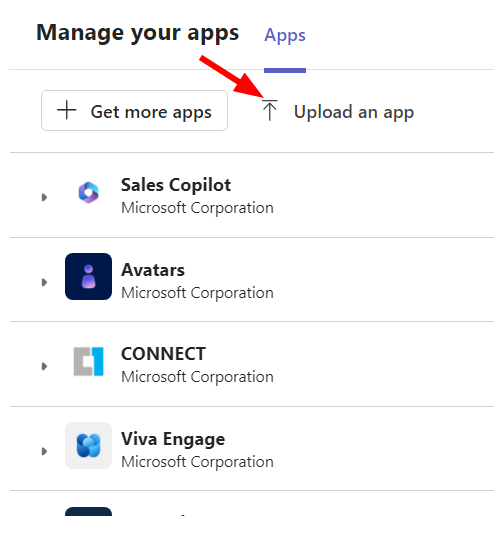 Manage your apps Apps
Get more apps Upload an app
Sales Copilot
Microsoft Corporation
Avatars
Microsoft Corporation
CONNECT
Microsoft Corporation
Viva Engage
Microsoft Corporation